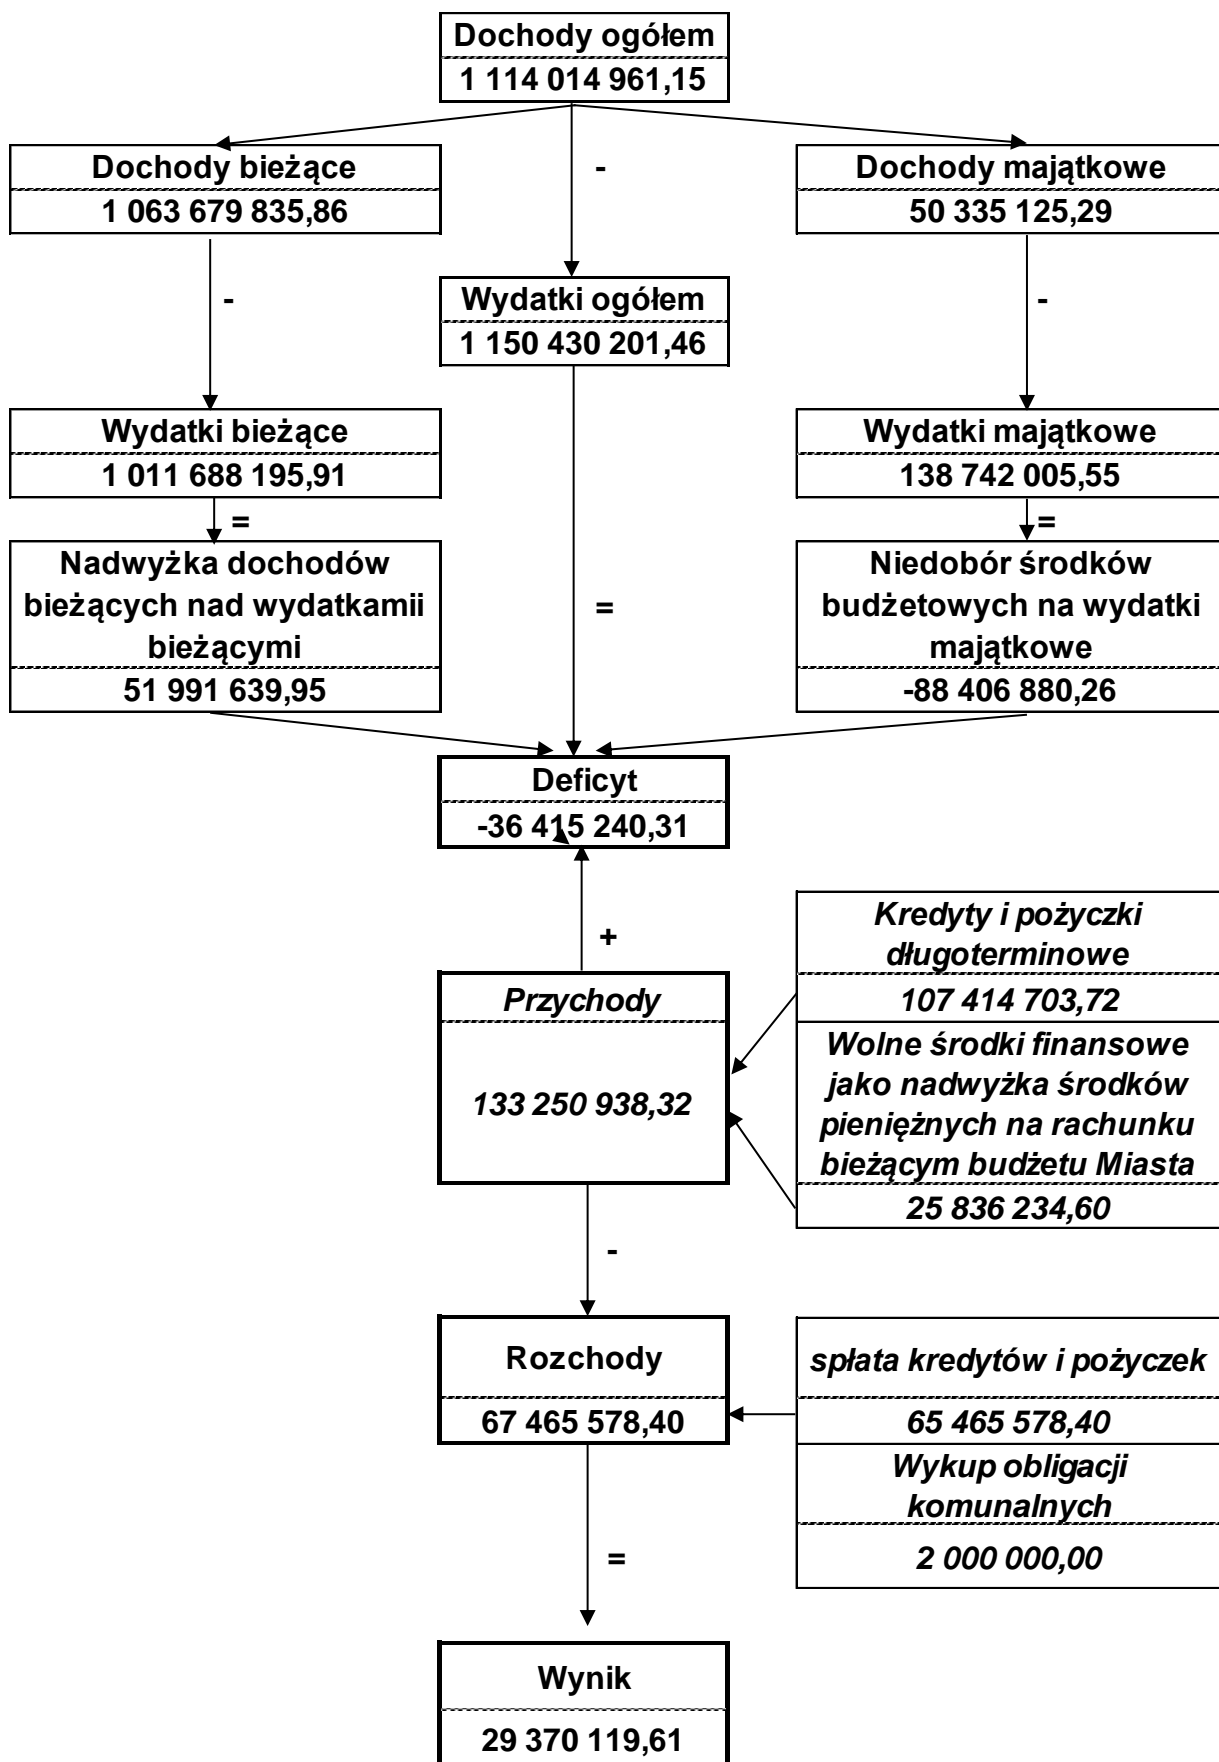 Dochody ogółem
1 114 014 961,15
Dochody bieżące
1 063 679 835,86
-
Dochody majątkowe
50 335 125,29
-
Wydatki ogółem
1 150 430 201,46
-
Wydatki bieżące
1 011 688 195,91
=
Wydatki majątkowe
138 742 005,55
=
Nadwyżka dochodów
bieżących nad wydatkamii
bieżącymi
51 991 639,95
=
Niedobór środków
budżetowych na wydatki
majątkowe
-88 406 880,26
Deficyt
-36 415 240,31
+
Przychody
133 250 938,32
Kredyty i pożyczki
długoterminowe
107 414 703,72
Wolne środki finansowe
jako nadwyżka środków
pieniężnych na rachunku
bieżącym budżetu Miasta
25 836 234,60
-
Rozchody
67 465 578,40
spłata kredytów i pożyczek
65 465 578,40
Wykup obligacji
komunalnych
2 000 000,00
=
Wynik
29 370 119,61